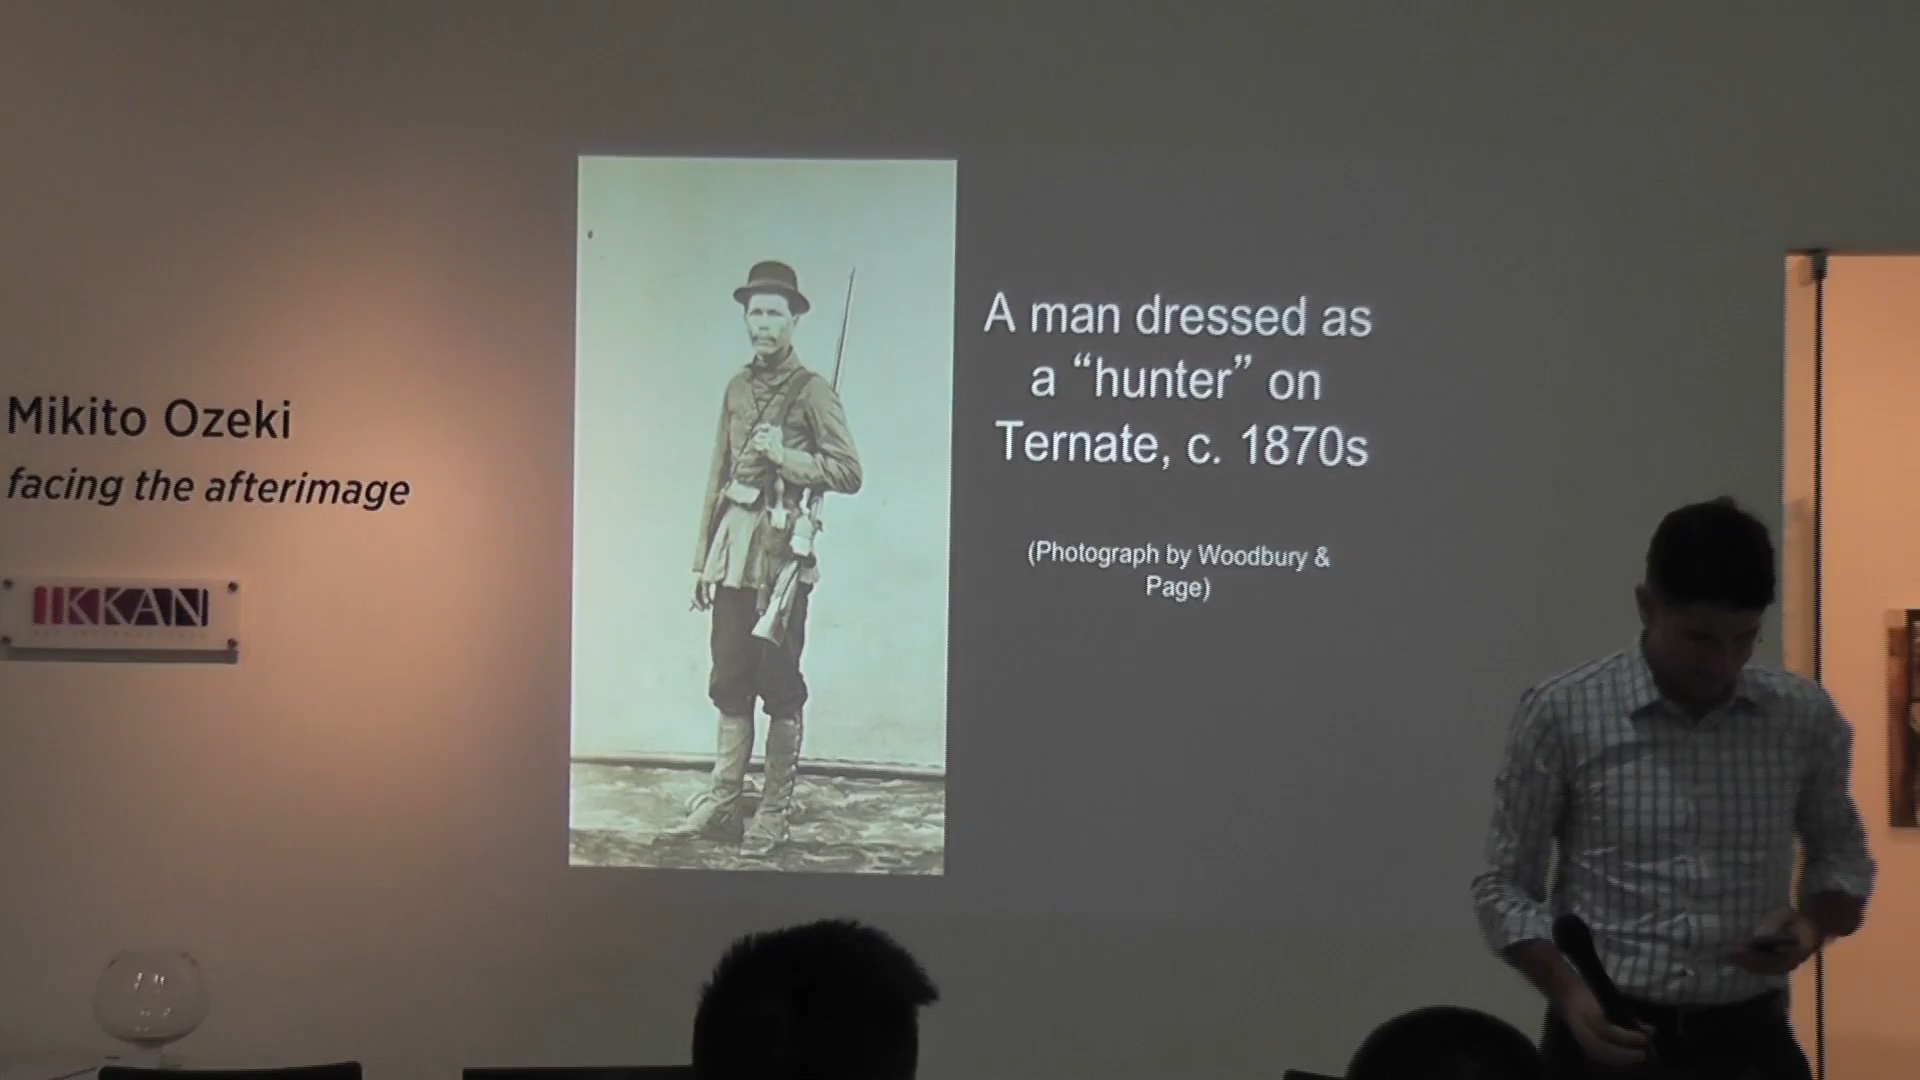 Mikito Ozeki
facing the afterimage
IKKAN
A man dressed as
a “hunter” on
Ternate, c. 1870s
(Photograph by Woodbury &
Page)